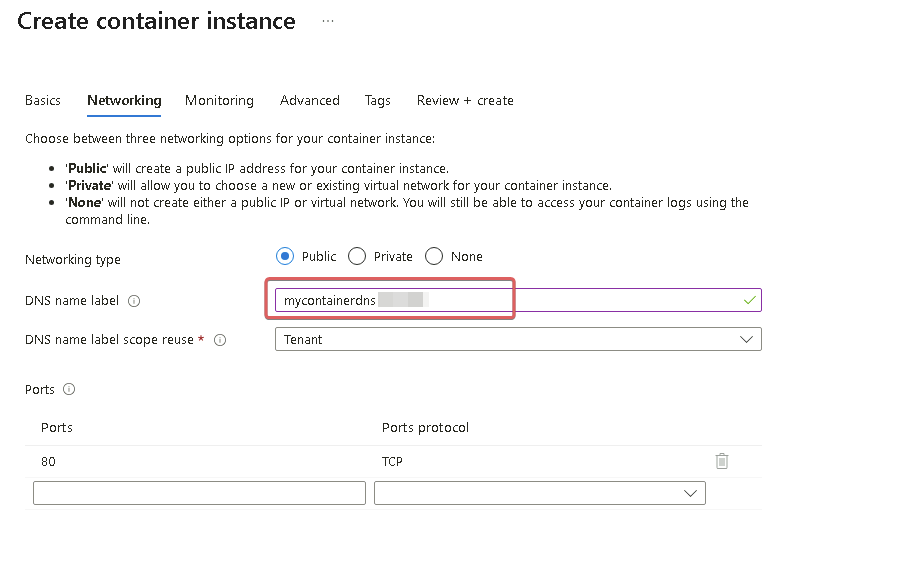 Create container instance ...
Basics Networking Monitoring Advanced Tags Review + create
Choose between three networking options for your container instance:
• 'Public' will create a public IP address for your container instance.
• 'Private' will allow you to choose a new or existing virtual network for your container instance.
• 'None' will not create either a public IP or virtual network. You will still be able to access your container logs using the
command line.
Networking type Public Private None
DNS name label mycontainerdns
DNS name label scope reuse * Tenant
Ports
Ports Ports protocol
80 TCP